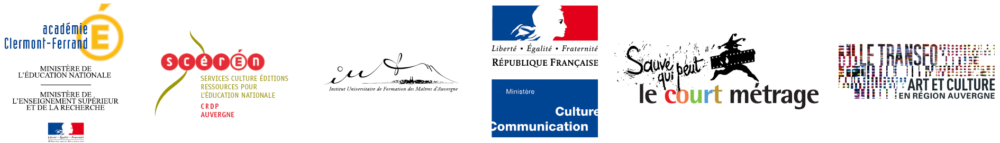 académie
Clermont-Ferrand
É
MINISTÈRE DE
L'ÉDUCATION NATIONALE
MINISTÈRE DE
L'ENSEIGNEMENT SUPÉRIEUR
ET DE LA RECHERCHE
Liberté • Égalité • Fraternité
RÉPUBLIQUE FRANÇAISE
scérÉn
SERVICES CULTURE ÉDITIONS
RESSOURCES POUR
L'ÉDUCATION NATIONALE
CRDP
AUVERGNE
iuf
Institut Universitaire de Formation des Maîtres d'Auvergne
Liberté • Égalité • Fraternité
RÉPUBLIQUE FRANÇAISE
Ministère
Culture
Communication
Sauve
qui peut
le court métrage
LE TRANSFO
ART ET CULTURE
EN RÉGION AUVERGNE